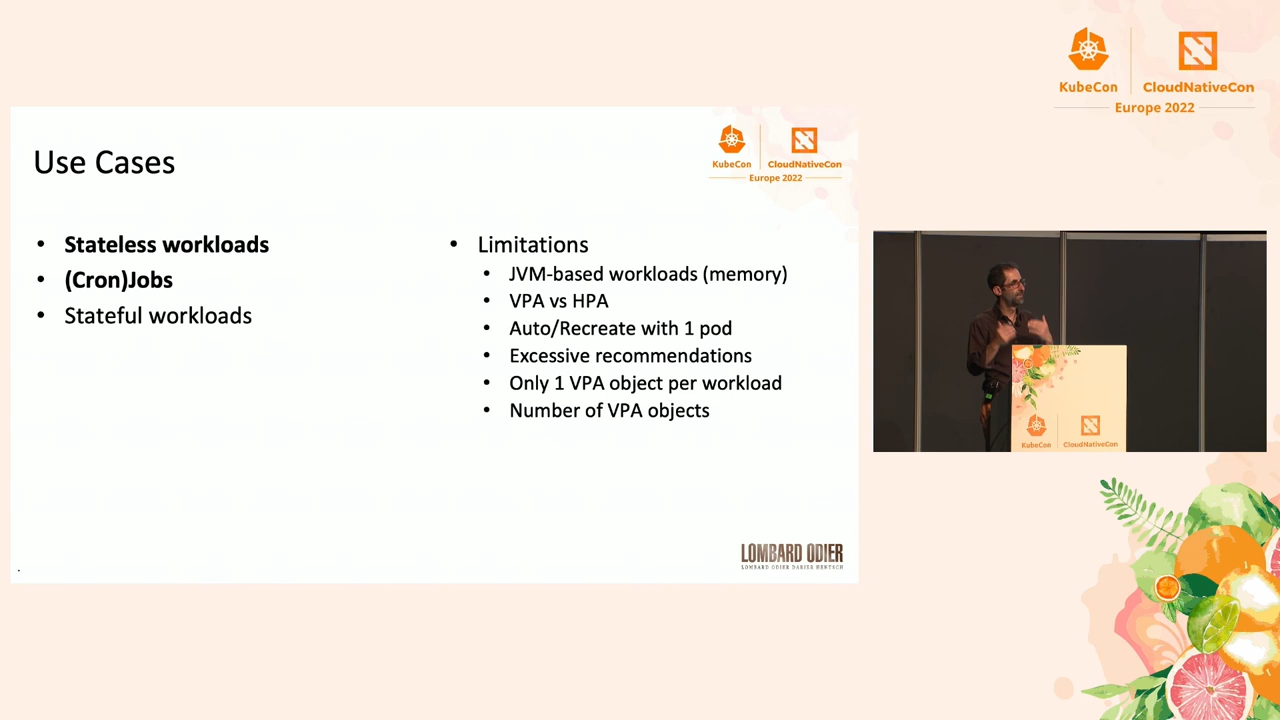 KubeCon
CloudNativeCon
Europe 2022
Use Cases
KubeCon
CloudNativeCon
Europe 2022
• Stateless workloads
• (Cron)Jobs
• Stateful workloads
• Limitations
• JVM-based workloads (memory)
• VPA vs HPA
• Auto/Recreate with 1 pod
• Excessive recommendations
• Only 1 VPA object per workload
• Number of VPA objects
LOMBARD ODIER
LOMBARD ODIER DARIER HENTSCH
KubeCon
CloudNativeCon